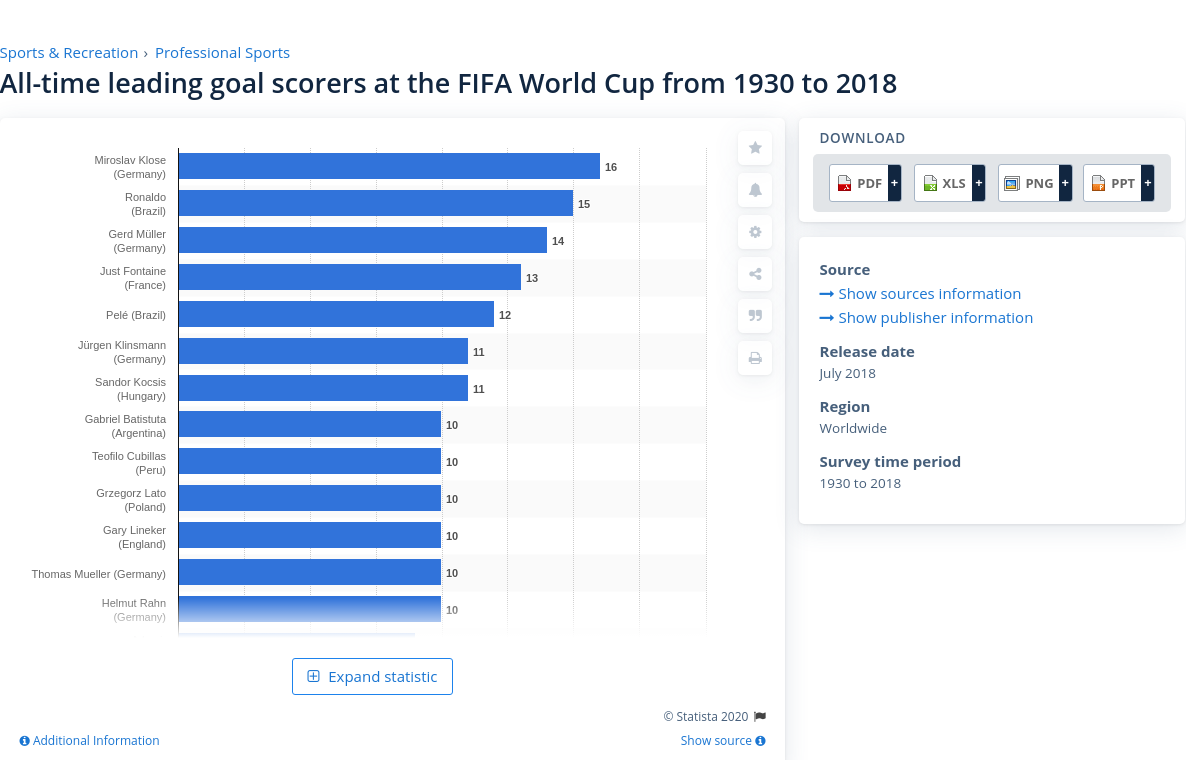 Sports & Recreation › Professional Sports
All-time leading goal scorers at the FIFA World Cup from 1930 to 2018
Miroslav Klose
(Germany)
16
Ronaldo
(Brazil)
15
Gerd Müller
(Germany)
14
Just Fontaine
(France)
13
Pelé (Brazil)
12
Jürgen Klinsmann
(Germany)
11
Sandor Kocsis
(Hungary)
11
Gabriel Batistuta
(Argentina)
10
Teofilo Cubillas
(Peru)
10
Grzegorz Lato
(Poland)
10
Gary Lineker
(England)
10
Thomas Mueller (Germany)
10
Helmut Rahn
(Germany)
10
Expand statistic
© Statista 2020
Additional Information
Show source
DOWNLOAD
PDF +
XLS +
PNG +
PPT +
Source
Show sources information
Show publisher information
Release date
July 2018
Region
Worldwide
Survey time period
1930 to 2018